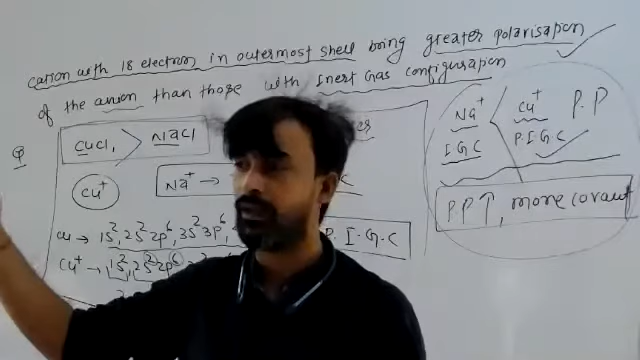 cation with 18 electron in outermost shell being greater polarisation
of the anion than those with Inert Gas configuration
Q CuCl, > NaCl
Cu+
Na+ →
Na+ < Cu+ P.P
I G C P.I G C
P.P ↑, more covalent
Cu → 1s2, 2s2 2p6, 3s2 3p6,
P. I.G.C
Cu+ → 1s2, 2s2 2p6